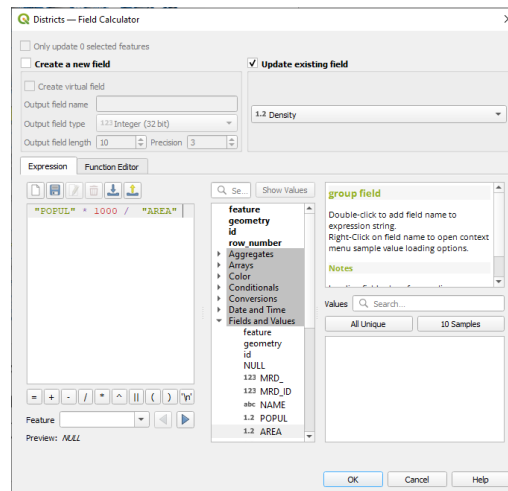 Districts — Field Calculator
Only update 0 selected features
Create a new field
Update existing field
Create virtual field
Output field name
Output field type 123 Integer (32 bit)
Output field length 10 Precision 3
1.2 Density
Expression Function Editor
Se... Show Values
"POPUL" * 1000 / "AREA"
feature
geometry
id
row_number
Aggregates
Arrays
Color
Conditionals
Conversions
Date and Time
Fields and Values
feature
geometry
id
NULL
123 MRD_
123 MRD_ID
abc NAME
1.2 POPUL
1.2 AREA
group field
Double-click to add field name to
expression string.
Right-Click on field name to open context
menu sample value loading options.
Notes
Values Search...
All Unique 10 Samples
= + - / * ^ || ( ) '\n'
Feature
Preview: NULL
OK Cancel Help